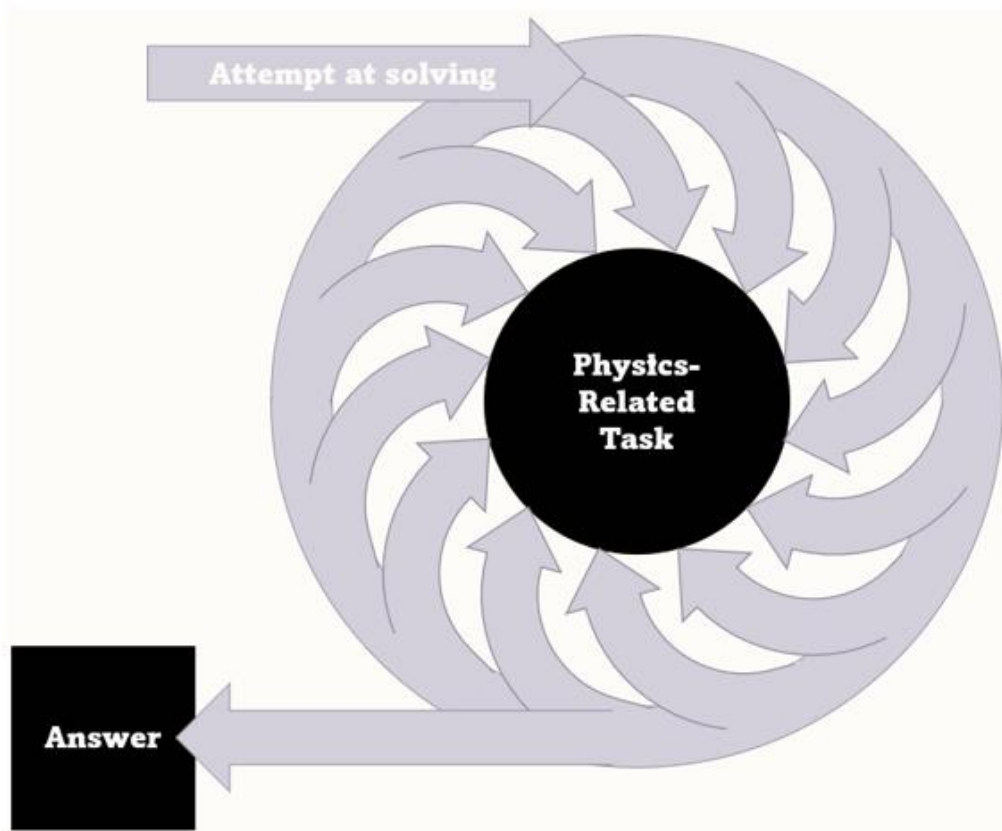 Attempt at solving
Physics-
Related
Task
Answer